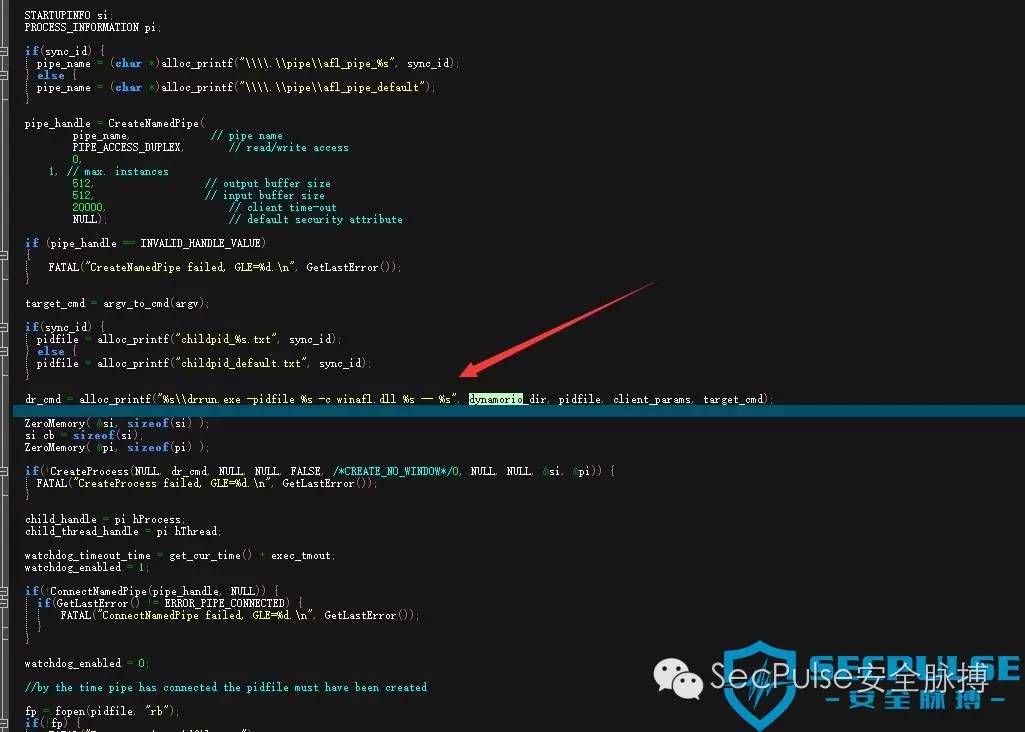 STARTUPINFO si;
PROCESS_INFORMATION pi;
if(sync_id) {
pipe_name = (char *)alloc_printf("\\\\.\\pipe\\afl_pipe_%s", sync_id);
} else {
pipe_name = (char *)alloc_printf("\\\\.\\pipe\\afl_pipe_default");
}
pipe_handle = CreateNamedPipe(
pipe_name, // pipe name
PIPE_ACCESS_DUPLEX, // read/write access
0,
1, // max. instances
512, // output buffer size
512, // input buffer size
20000, // client time-out
NULL); // default security attribute
if (pipe_handle == INVALID_HANDLE_VALUE)
{
FATAL("CreateNamedPipe failed, GLE=%d.\n", GetLastError());
}
target_cmd = argv_to_cmd(argv);
if(sync_id) {
pidfile = alloc_printf("childpid_%s.txt", sync_id);
} else {
pidfile = alloc_printf("childpid_default.txt", sync_id);
}
dr_cmd = alloc_printf("%s\\drrun.exe -pidfile %s -c winafl.dll %s -- %s", dynamorio_dir, pidfile, client_params, target_cmd);
ZeroMemory( &si, sizeof(si) );
si.cb = sizeof(si);
ZeroMemory( &pi, sizeof(pi) );
if(!CreateProcess(NULL, dr_cmd, NULL, NULL, FALSE, /*CREATE_NO_WINDOW*/0, NULL, NULL, &si, &pi)) {
FATAL("CreateProcess failed, GLE=%d.\n", GetLastError());
}
child_handle = pi.hProcess;
child_thread_handle = pi.hThread;
watchdog_timeout_time = get_cur_time() + exec_tmout;
watchdog_enabled = 1;
if(!ConnectNamedPipe(pipe_handle, NULL)) {
if(GetLastError() != ERROR_PIPE_CONNECTED) {
FATAL("ConnectNamedPipe failed, GLE=%d.\n", GetLastError());
}
}
watchdog_enabled = 0;
//by the time pipe has connected the pidfile must have been created
fp = fopen(pidfile, "rb");
if(!fp) {
SecPulse安全脉搏
SECPULSE
-安全脉搏-